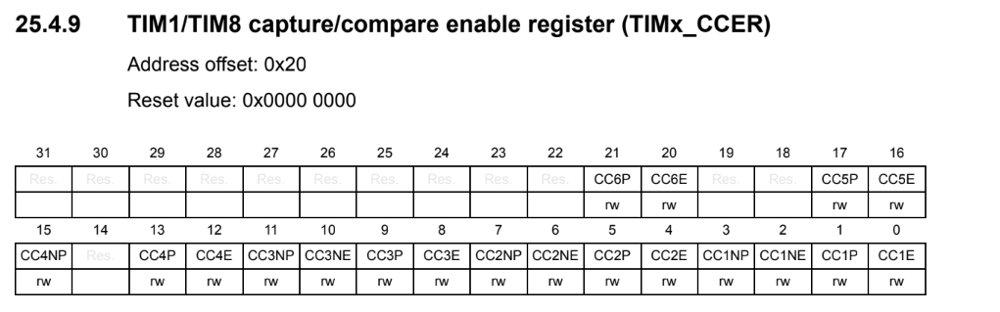 25.4.9 TIM1/TIM8 capture/compare enable register (TIMx_CCER)
Address offset: 0x20
Reset value: 0x0000 0000
31 30 29 28 27 26 25 24 23 22 21 20 19 18 17 16
Res. Res. Res. Res. Res. Res. Res. Res. Res. Res. CC6P CC6E Res. Res. CC5P CC5E
rw rw rw rw
15 14 13 12 11 10 9 8 7 6 5 4 3 2 1 0
CC4NP Res. CC4P CC4E CC3NP CC3NE CC3P CC3E CC2NP CC2NE CC2P CC2E CC1NP CC1NE CC1P CC1E
rw rw rw rw rw rw rw rw rw rw rw rw rw rw rw